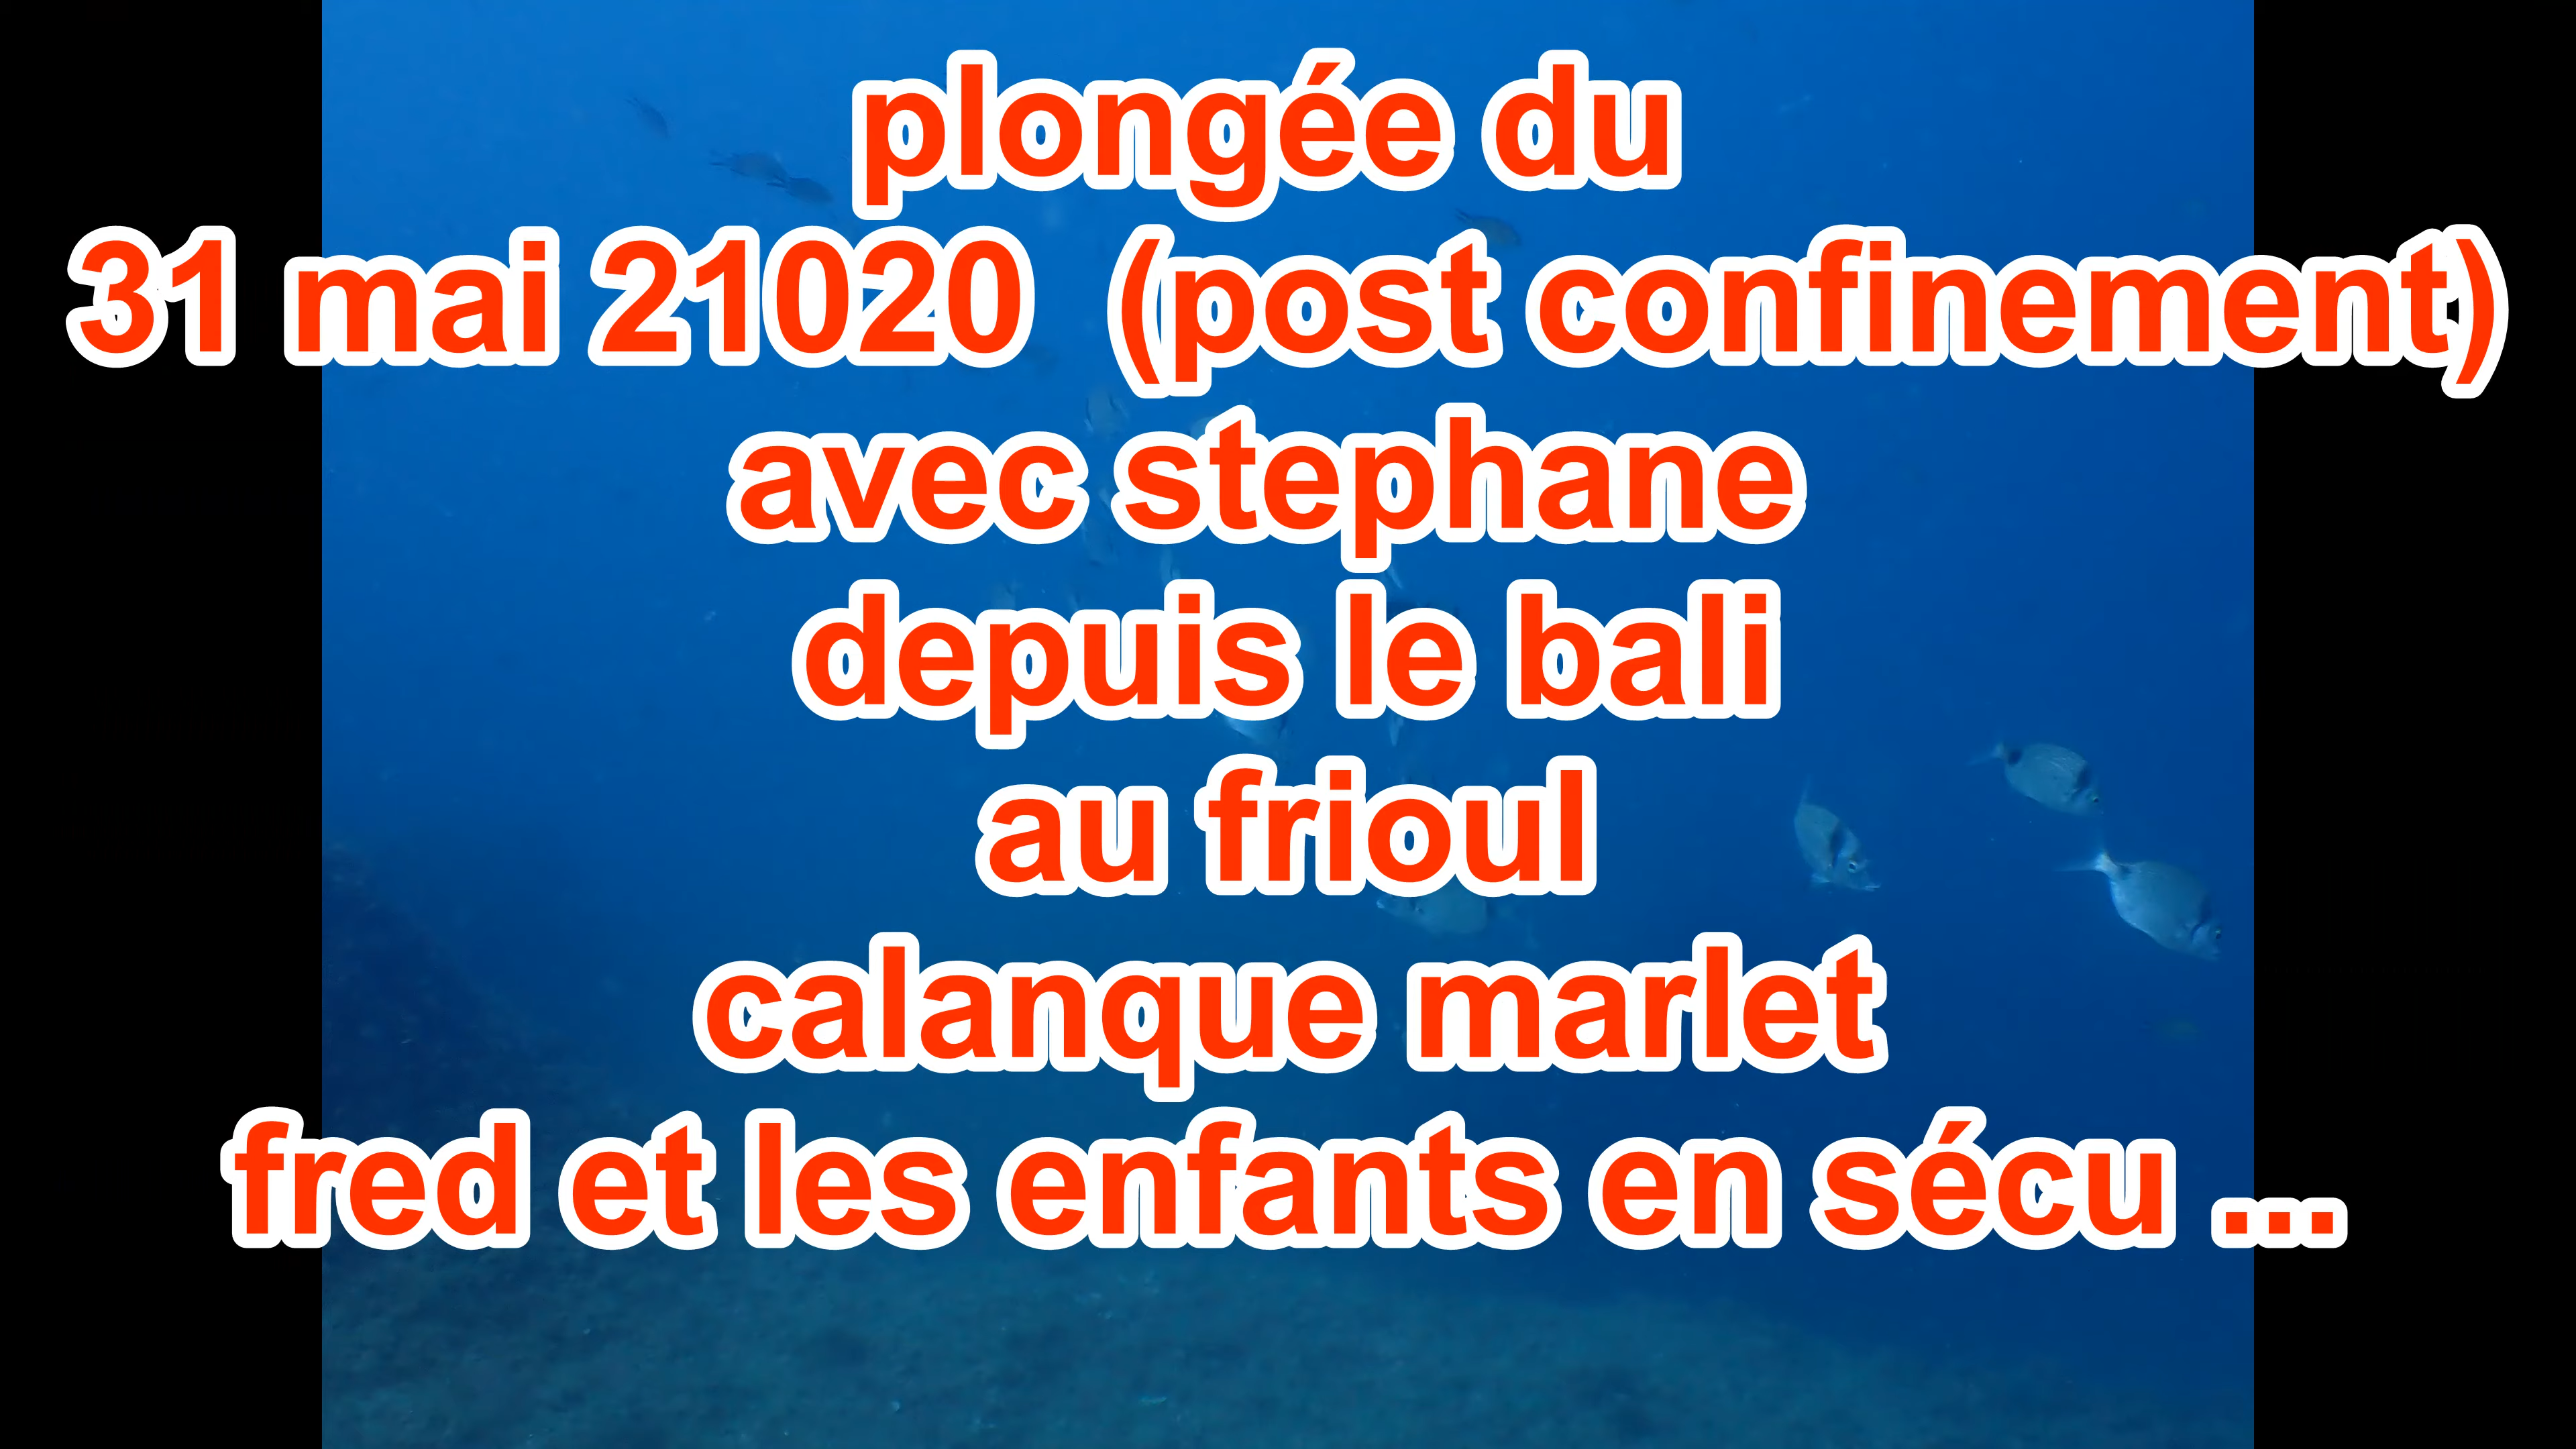 plongée du
31 mai 21020  (post confinement)
avec stephane
depuis le bali
au frioul
calanque marlet
fred et les enfants en sécu ...